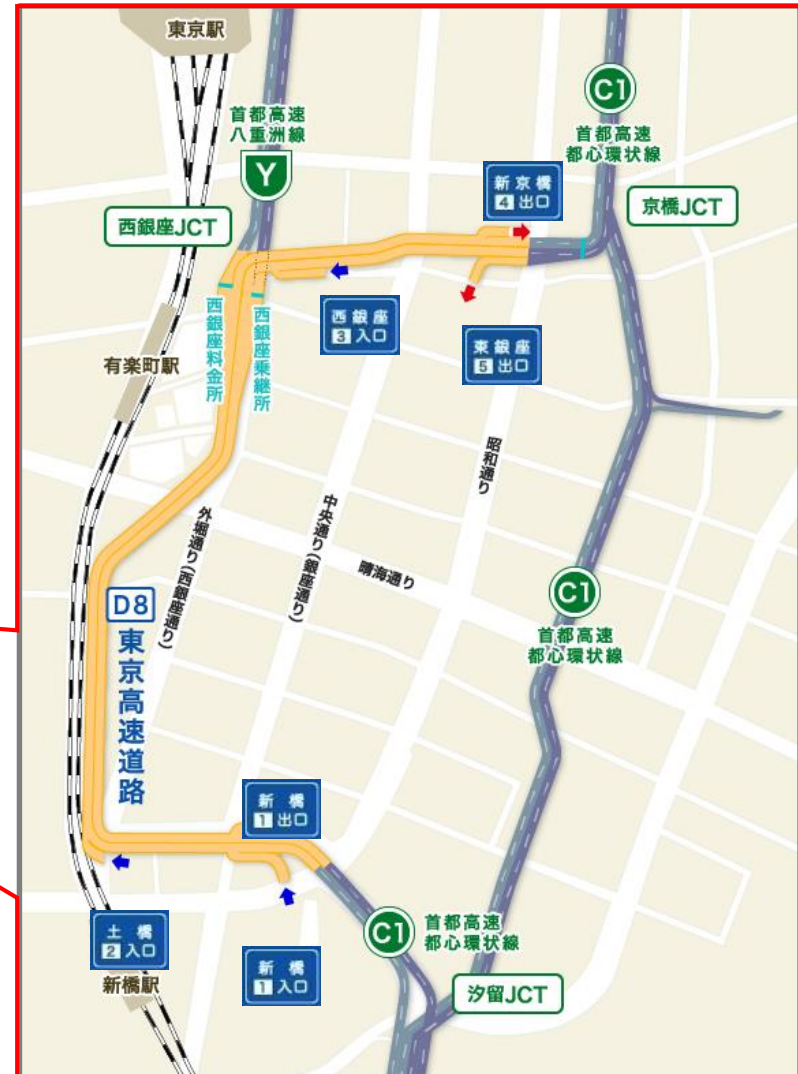 東京駅
首都高速
八重洲線
Y
C1
首都高速
都心環状線
新京橋
4 出口
京橋JCT
西銀座JCT
西銀座
3 入口
東銀座
5 出口
西銀座料金所
西銀座乗継所
有楽町駅
昭和通り
外堀通り(西銀座通り)
中央通り(銀座通り)
晴海通り
C1
首都高速
都心環状線
D8
東京高速道路
新橋
1 出口
土橋
2 入口
新橋駅
新橋
1 入口
C1
首都高速
都心環状線
汐留JCT